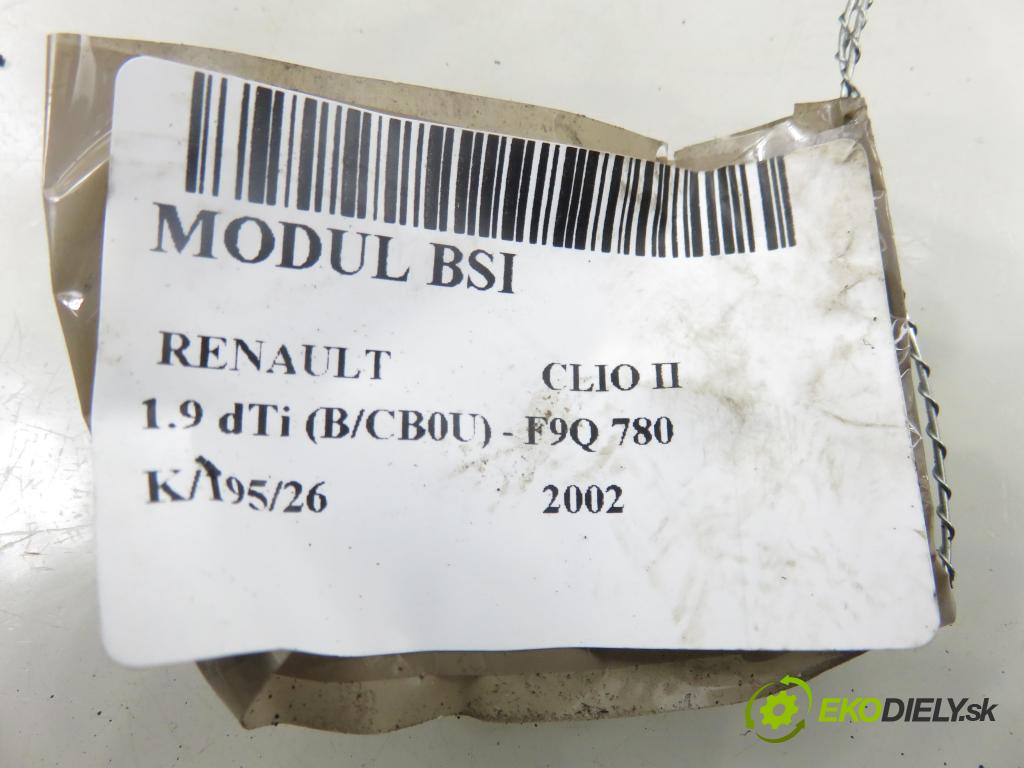 MODUL BSI
RENAULT CLIO II
1.9 dTi (B/CB0U) - F9Q 780
K/195/26 2002
EKODIELY.sk